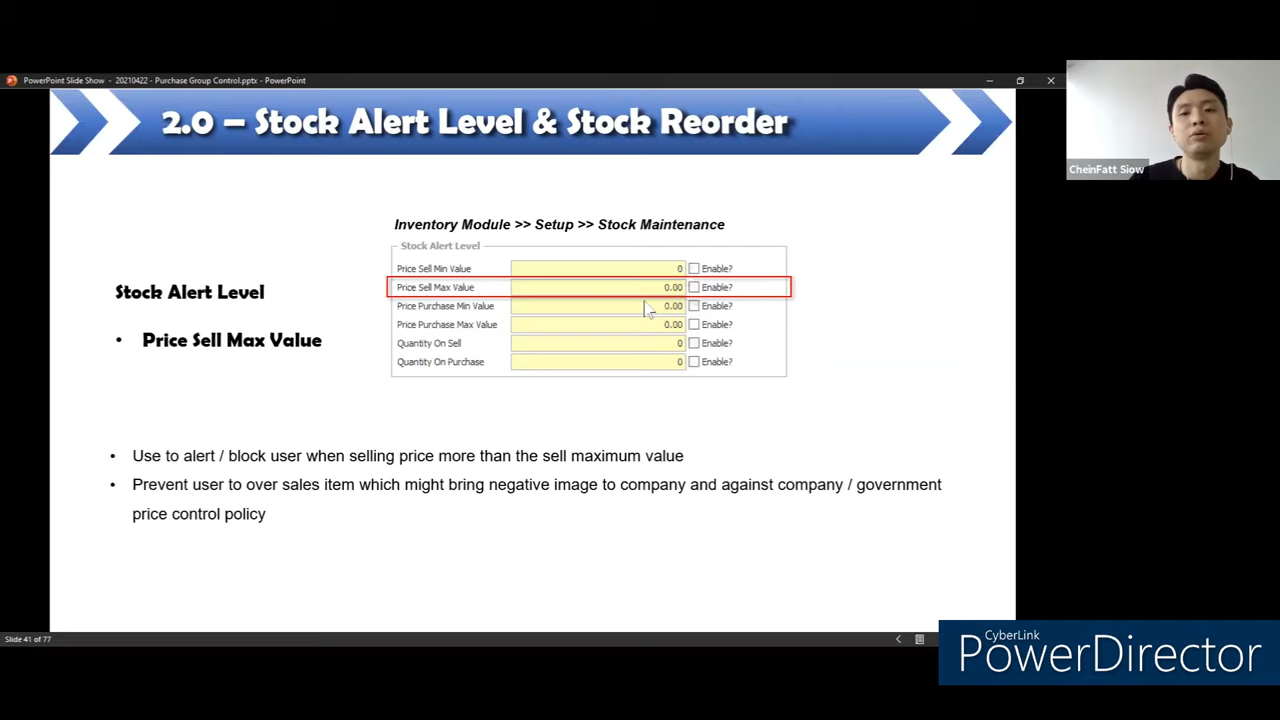 PowerPoint Slide Show - 20210422 - Purchase Group Control.pptx - PowerPoint
2.0 – Stock Alert Level & Stock Reorder
CheinFatt Siow
Inventory Module >> Setup >> Stock Maintenance
Stock Alert Level
Price Sell Min Value 0 Enable?
Price Sell Max Value 0.00 Enable?
Price Purchase Min Value 0.00 Enable?
Price Purchase Max Value 0.00 Enable?
Quantity On Sell 0 Enable?
Quantity On Purchase 0 Enable?
Stock Alert Level
• Price Sell Max Value
• Use to alert / block user when selling price more than the sell maximum value
• Prevent user to over sales item which might bring negative image to company and against company / government
price control policy
Slide 41 of 77
CyberLink
PowerDirector